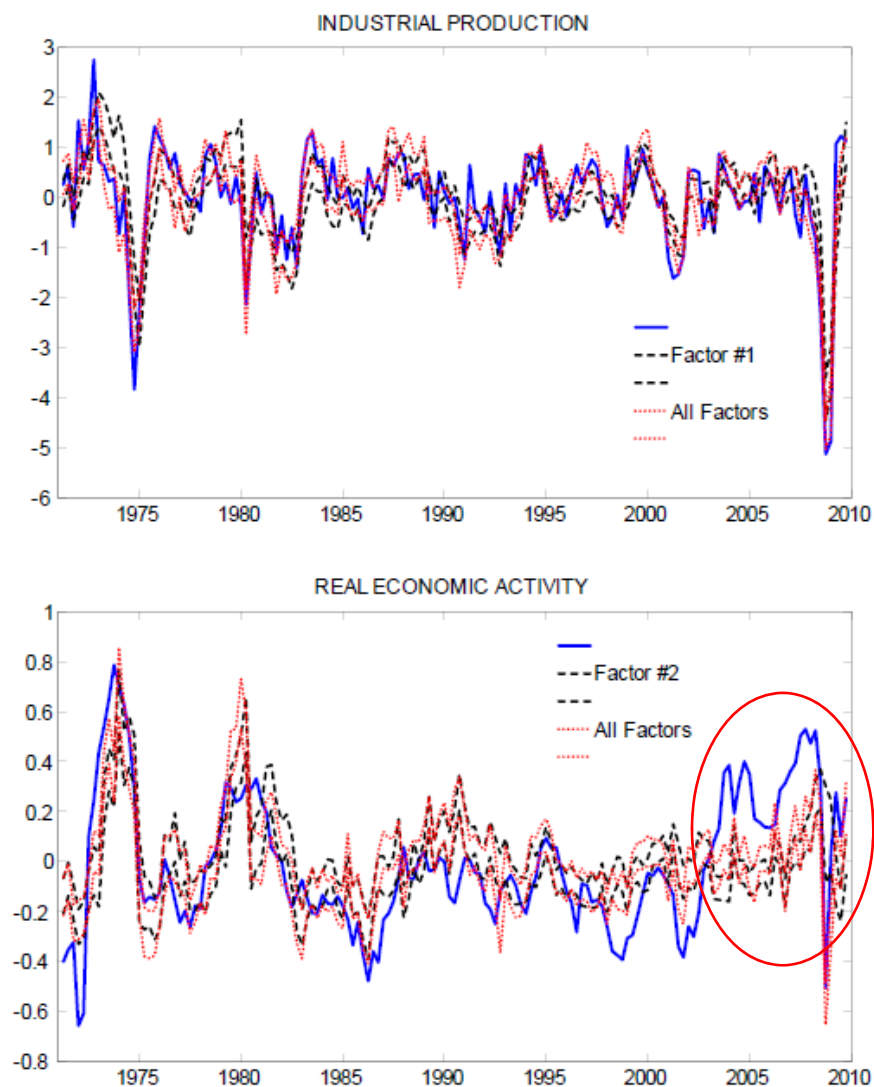 INDUSTRIAL PRODUCTION
3
2
1
0
-1
-2
-3
-4
-5
-6
Factor #1
All Factors
1975 1980 1985 1990 1995 2000 2005 2010
REAL ECONOMIC ACTIVITY
1
0.8
0.6
0.4
0.2
0
-0.2
-0.4
-0.6
-0.8
Factor #2
All Factors
1975 1980 1985 1990 1995 2000 2005 2010